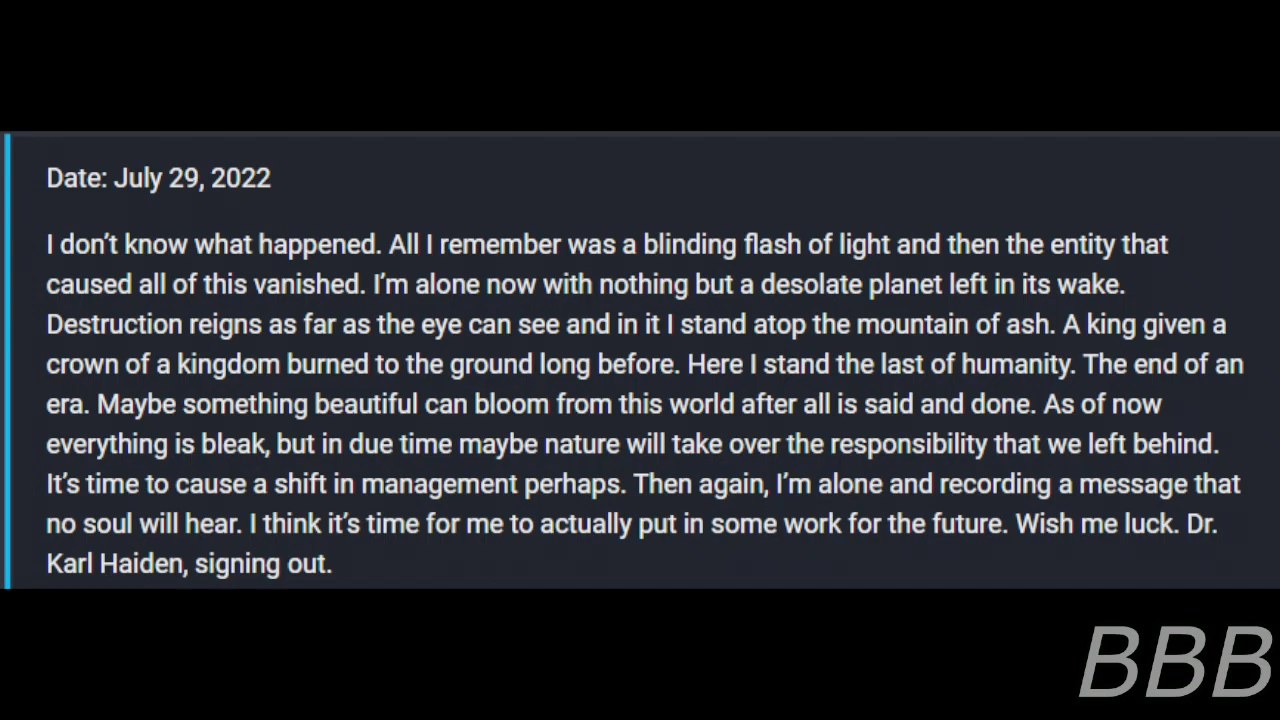 Date: July 29, 2022
I don’t know what happened. All I remember was a blinding flash of light and then the entity that
caused all of this vanished. I’m alone now with nothing but a desolate planet left in its wake.
Destruction reigns as far as the eye can see and in it I stand atop the mountain of ash. A king given a
crown of a kingdom burned to the ground long before. Here I stand the last of humanity. The end of an
era. Maybe something beautiful can bloom from this world after all is said and done. As of now
everything is bleak, but in due time maybe nature will take over the responsibility that we left behind.
It’s time to cause a shift in management perhaps. Then again, I’m alone and recording a message that
no soul will hear. I think it’s time for me to actually put in some work for the future. Wish me luck. Dr.
Karl Haiden, signing out.
BBB